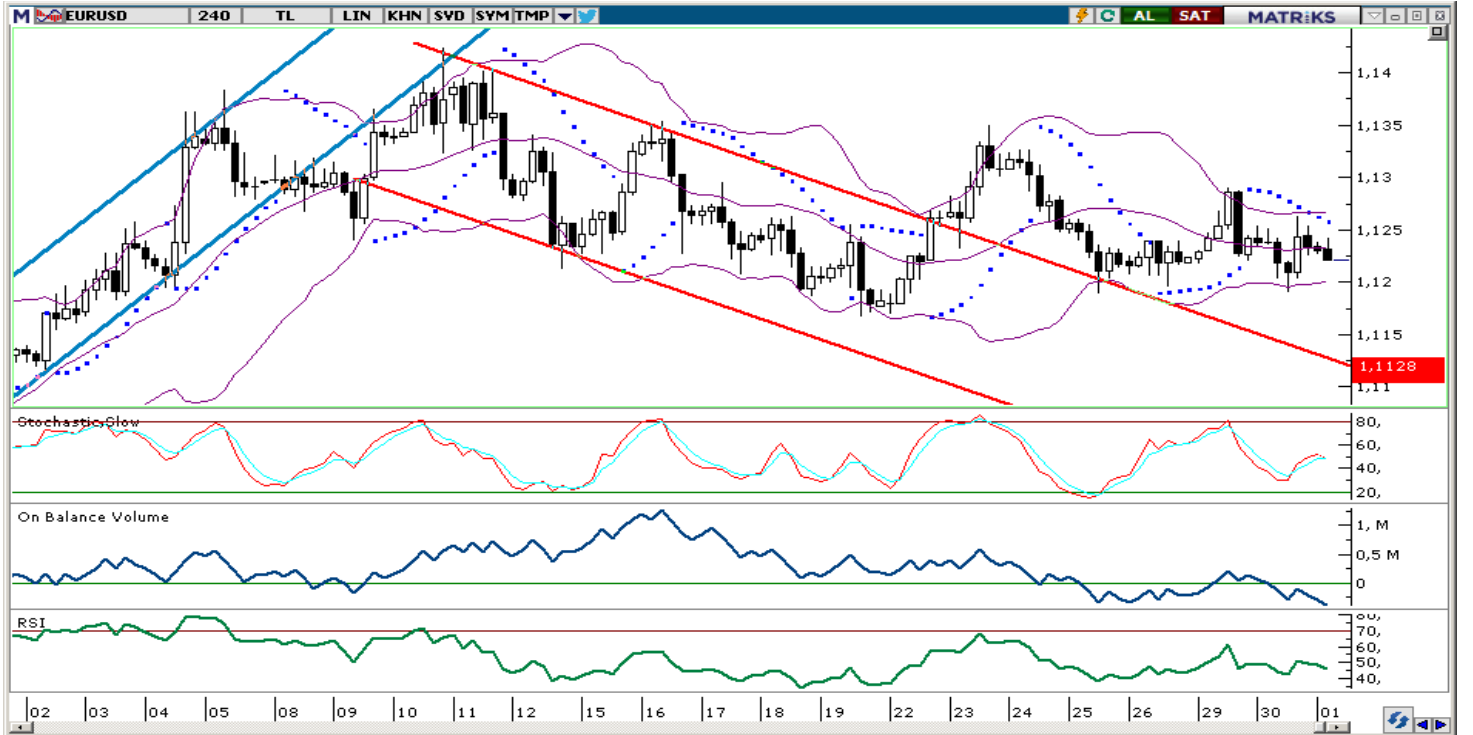 M EURUSD 240 TL LIN KHN SVD SYM TMP AL SAT MATRiKS
1,14
1,135
1,13
1,125
1,12
1,115
1,1128
1,11
Stochastic,Slow
80,
60,
40,
20,
On Balance Volume
1, M
0,5 M
0
RSI
80,
70,
60,
50,
40,
02 03 04 05 08 09 10 11 12 15 16 17 18 19 22 23 24 25 26 29 30 01